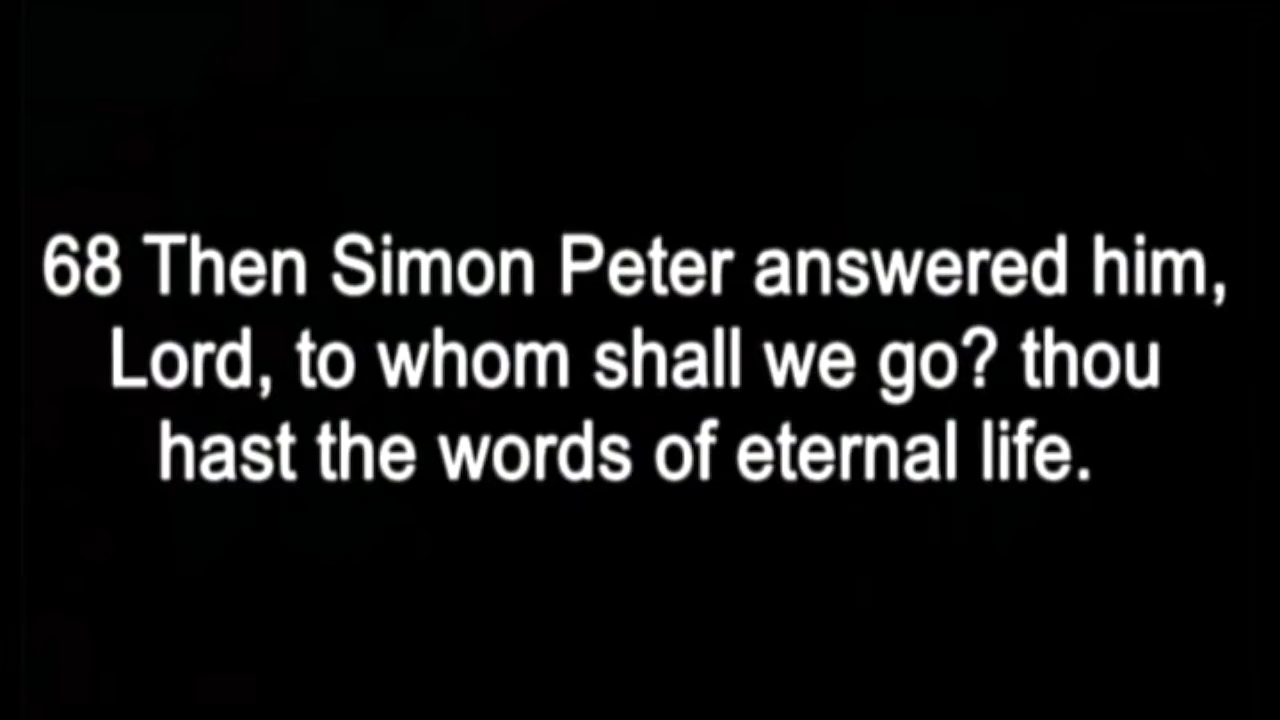 68 Then Simon Peter answered him,
Lord, to whom shall we go? thou
hast the words of eternal life.